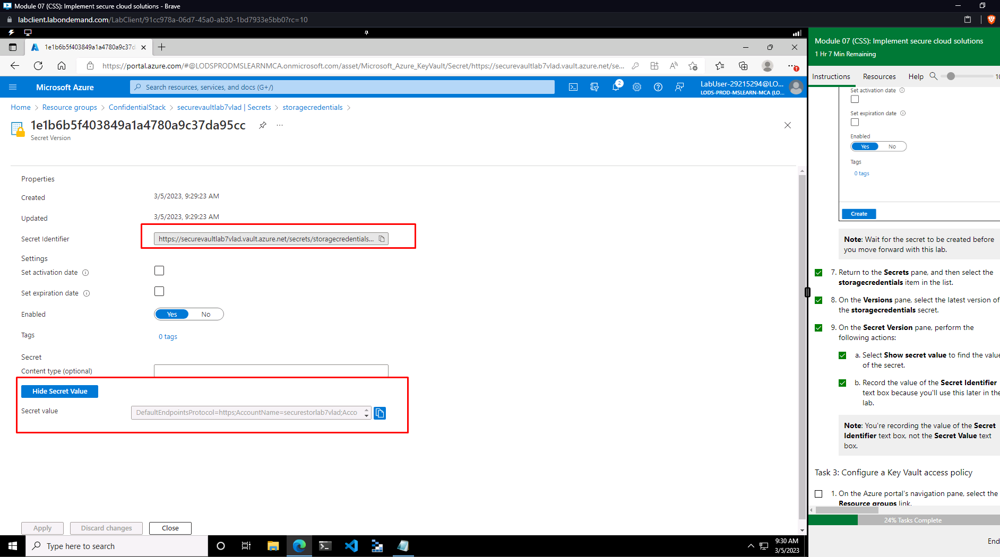 Module 07 (CSS): Implement secure cloud solutions - Brave
labclient.labondemand.com/LabClient/91cc978a-06d7-45a0-ab30-1bd7933e5bb0?rc=10
1e1b6b5f403849a1a4780a9c37d
https://portal.azure.com/#@LODSPRODMSLEARNMCA.onmicrosoft.com/asset/Microsoft_Azure_KeyVault/Secret/https://securevaultlab7vlad.vault.azure.net/se...
Microsoft Azure
Search resources, services, and docs (G+/)
2
LabUser-29215294@LO...
LODS-PROD-MSLEARN-MCA (LO...
Home > Resource groups > ConfidentialStack > securevaultlab7vlad | Secrets > storagecredentials >
1e1b6b5f403849a1a4780a9c37da95cc
Secret Version
Properties
Created
3/5/2023, 9:29:23 AM
Updated
3/5/2023, 9:29:23 AM
Secret Identifier
https://securevaultlab7vlad.vault.azure.net/secrets/storagecredentials...
Settings
Set activation date
Set expiration date
Enabled
Yes No
Tags
0 tags
Secret
Content type (optional)
Hide Secret Value
Secret value
DefaultEndpointsProtocol=https;AccountName=securestorlab7vlad;Acco
Apply
Discard changes
Close
Module 07 (CSS): Implement secure cloud solutions
1 Hr 7 Min Remaining
Instructions Resources Help
10
Set activation date
Set expiration date
Enabled
Yes No
Tags
0 tags
Create
Note: Wait for the secret to be created before
you move forward with this lab.
7. Return to the Secrets pane, and then select the
storagecredentials item in the list.
8. On the Versions pane, select the latest version of
the storagecredentials secret.
9. On the Secret Version pane, perform the
following actions:
a. Select Show secret value to find the value
of the secret.
b. Record the value of the Secret Identifier
text box because you'll use this later in the
lab.
Note: You're recording the value of the Secret
Identifier text box, not the Secret Value text
box.
Task 3: Configure a Key Vault access policy
1. On the Azure portal's navigation pane, select the
Resource groups link.
24% Tasks Complete
End
Type here to search
9:30 AM
3/5/2023